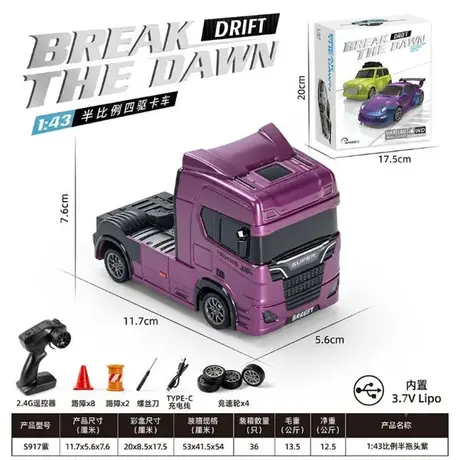 BREAK
THE DAWN
DRIFT
1:43 半比例四驱卡车
BREAK
THE DAWN
DRIFT
20cm
17.5cm
7.6cm
11.7cm
5.6cm
SUPER
2.4G遥控器
路障x8
路障x2
螺丝刀
TYPE-C
充电线
竞速轮x4
内置
3.7V Lipo
产品型号 产品尺寸(厘米) 彩盒尺寸(厘米) 装箱规格(厘米) 装箱数量(个) 毛重(公斤) 净重(公斤) 产品名称
S917紫 11.7x5.6x7.6 20x8.5x17.5 53x41.5x54 36 13.5 12.5 1:43比例半拖头紫